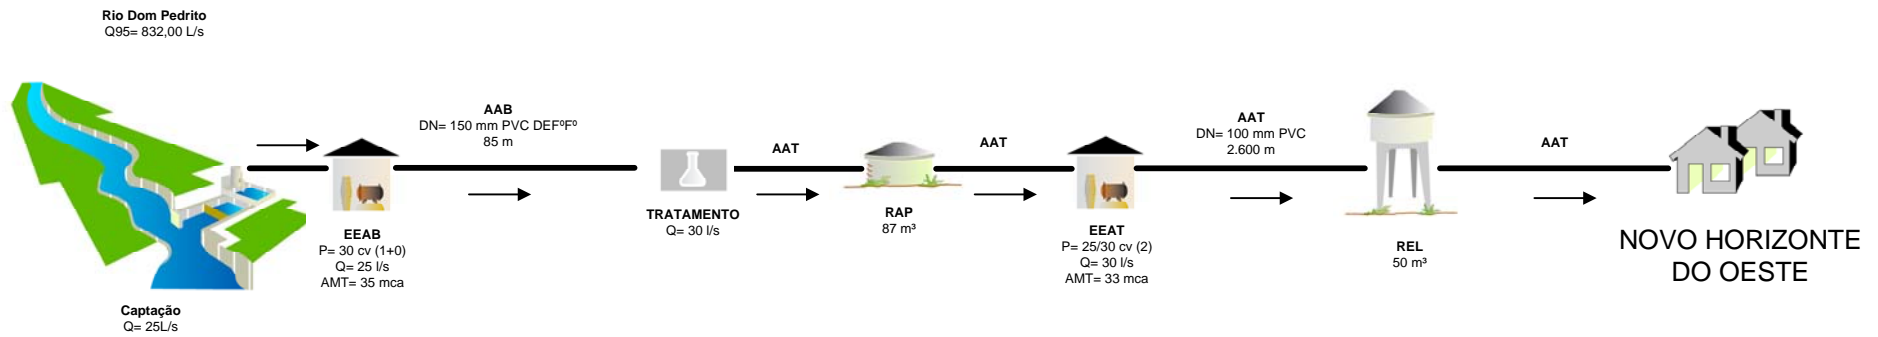 Rio Dom Pedrito
Q95= 832,00 L/s
Captação
Q= 25L/s
EEAB
P= 30 cv (1+0)
Q= 25 l/s
AMT= 35 mca
AAB
DN= 150 mm PVC DEFºFº
85 m
TRATAMENTO
Q= 30 l/s
AAT
RAP
87 m³
AAT
EEAT
P= 25/30 cv (2)
Q= 30 l/s
AMT= 33 mca
AAT
DN= 100 mm PVC
2.600 m
REL
50 m³
AAT
NOVO HORIZONTE
DO OESTE